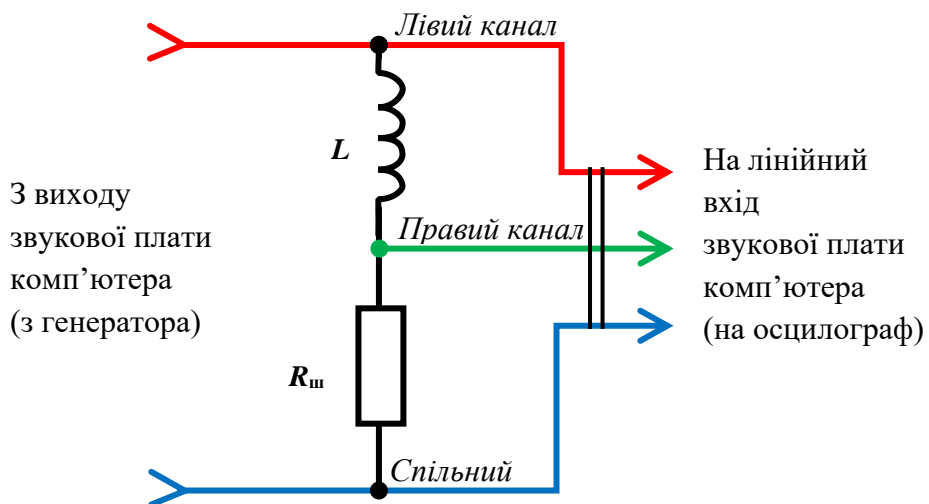 Лівий канал
L
З виходу
звукової плати
комп’ютера
(з генератора)
Правий канал
На лінійний
вхід
звукової плати
комп’ютера
(на осцилограф)
Rш
Спільний